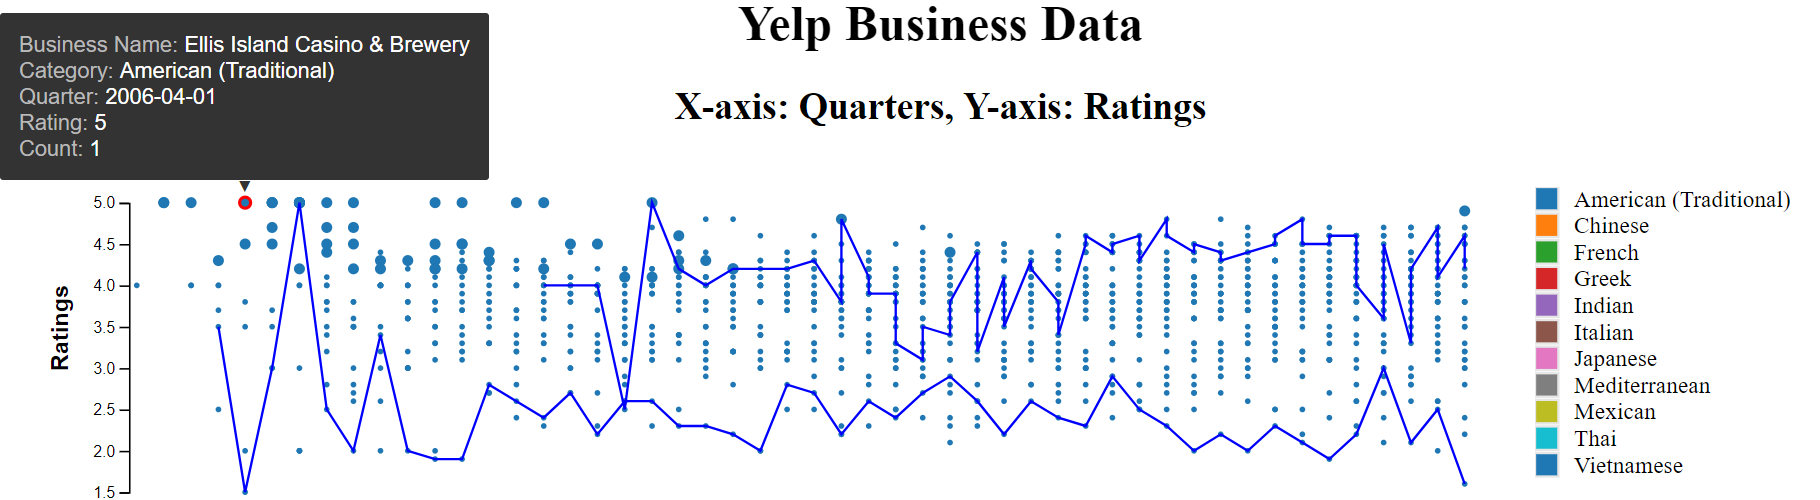 Yelp Business Data
X-axis: Quarters, Y-axis: Ratings
Business Name: Ellis Island Casino & Brewery
Category: American (Traditional)
Quarter: 2006-04-01
Rating: 5
Count: 1
Ratings
5.0
4.5
4.0
3.5
3.0
2.5
2.0
1.5
American (Traditional)
Chinese
French
Greek
Indian
Italian
Japanese
Mediterranean
Mexican
Thai
Vietnamese